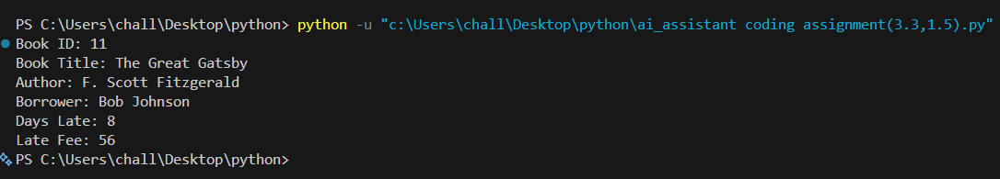 PS C:\Users\chall\Desktop\python> python -u "c:\Users\chall\Desktop\python\ai_assistant coding assignment(3.3,1.5).py"
Book ID: 11
Book Title: The Great Gatsby
Author: F. Scott Fitzgerald
Borrower: Bob Johnson
Days Late: 8
Late Fee: 56
PS C:\Users\chall\Desktop\python>